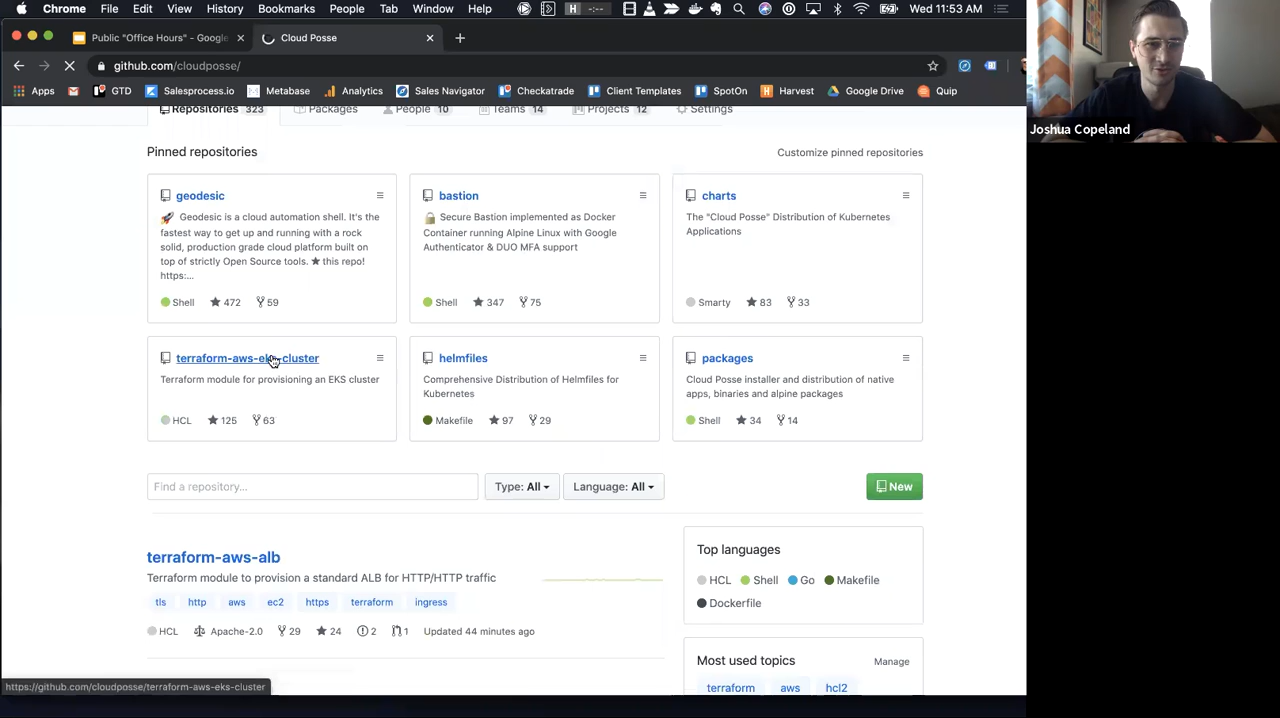 Chrome File Edit View History Bookmarks People Tab Window Help H -:-- Wed 11:53 AM
Public "Office Hours" - Google Cloud Posse
github.com/cloudposse/
Apps GTD Salesprocess.io Metabase Analytics Sales Navigator Checkatrade Client Templates SpotOn Harvest Google Drive Quip
Repositories 323 Packages People 10 Teams 14 Projects 12 Settings
Joshua Copeland
Pinned repositories Customize pinned repositories
geodesic
Geodesic is a cloud automation shell. It's the
fastest way to get up and running with a rock
solid, production grade cloud platform built on
top of strictly Open Source tools. ★ this repo!
https:...
Shell 472 59
bastion
Secure Bastion implemented as Docker
Container running Alpine Linux with Google
Authenticator & DUO MFA support
Shell 347 75
charts
The "Cloud Posse" Distribution of Kubernetes
Applications
Smarty 83 33
terraform-aws-eks-cluster
Terraform module for provisioning an EKS cluster
HCL 125 63
helmfiles
Comprehensive Distribution of Helmfiles for
Kubernetes
Makefile 97 29
packages
Cloud Posse installer and distribution of native
apps, binaries and alpine packages
Shell 34 14
Find a repository... Type: All Language: All New
terraform-aws-alb
Terraform module to provision a standard ALB for HTTP/HTTP traffic
tls http aws ec2 https terraform ingress
HCL Apache-2.0 29 24 2 1 Updated 44 minutes ago
Top languages
HCL Shell Go Makefile
Dockerfile
Most used topics Manage
terraform aws hcl2
https://github.com/cloudposse/terraform-aws-eks-cluster